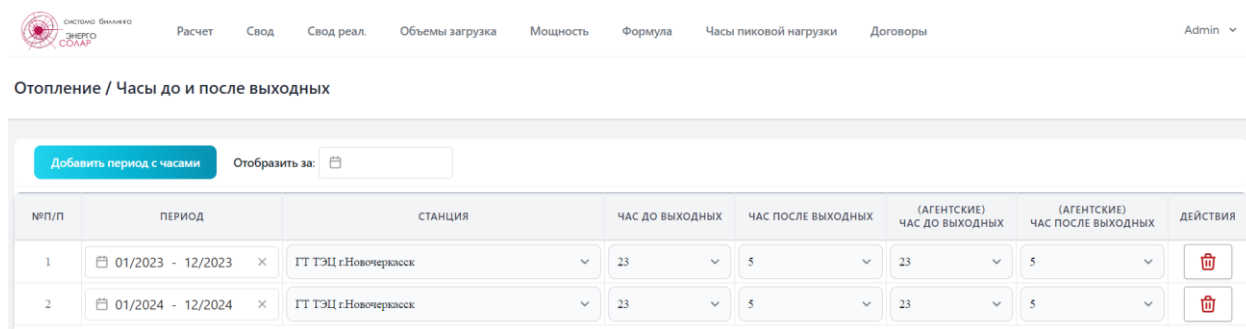 система биллинга
ЭНЕРГО
СОЛАР
Расчет Свод Свод реал. Объемы загрузка Мощность Формула Часы пиковой нагрузки Договоры Admin
Отопление / Часы до и после выходных
Добавить период с часами Отобразить за:
№П/П ПЕРИОД СТАНЦИЯ ЧАС ДО ВЫХОДНЫХ ЧАС ПОСЛЕ ВЫХОДНЫХ (АГЕНТСКИЕ) ЧАС ДО ВЫХОДНЫХ (АГЕНТСКИЕ) ЧАС ПОСЛЕ ВЫХОДНЫХ ДЕЙСТВИЯ
1 01/2023 - 12/2023 ГТ ТЭЦ г.Новочеркасск 23 5 23 5
2 01/2024 - 12/2024 ГТ ТЭЦ г.Новочеркасск 23 5 23 5